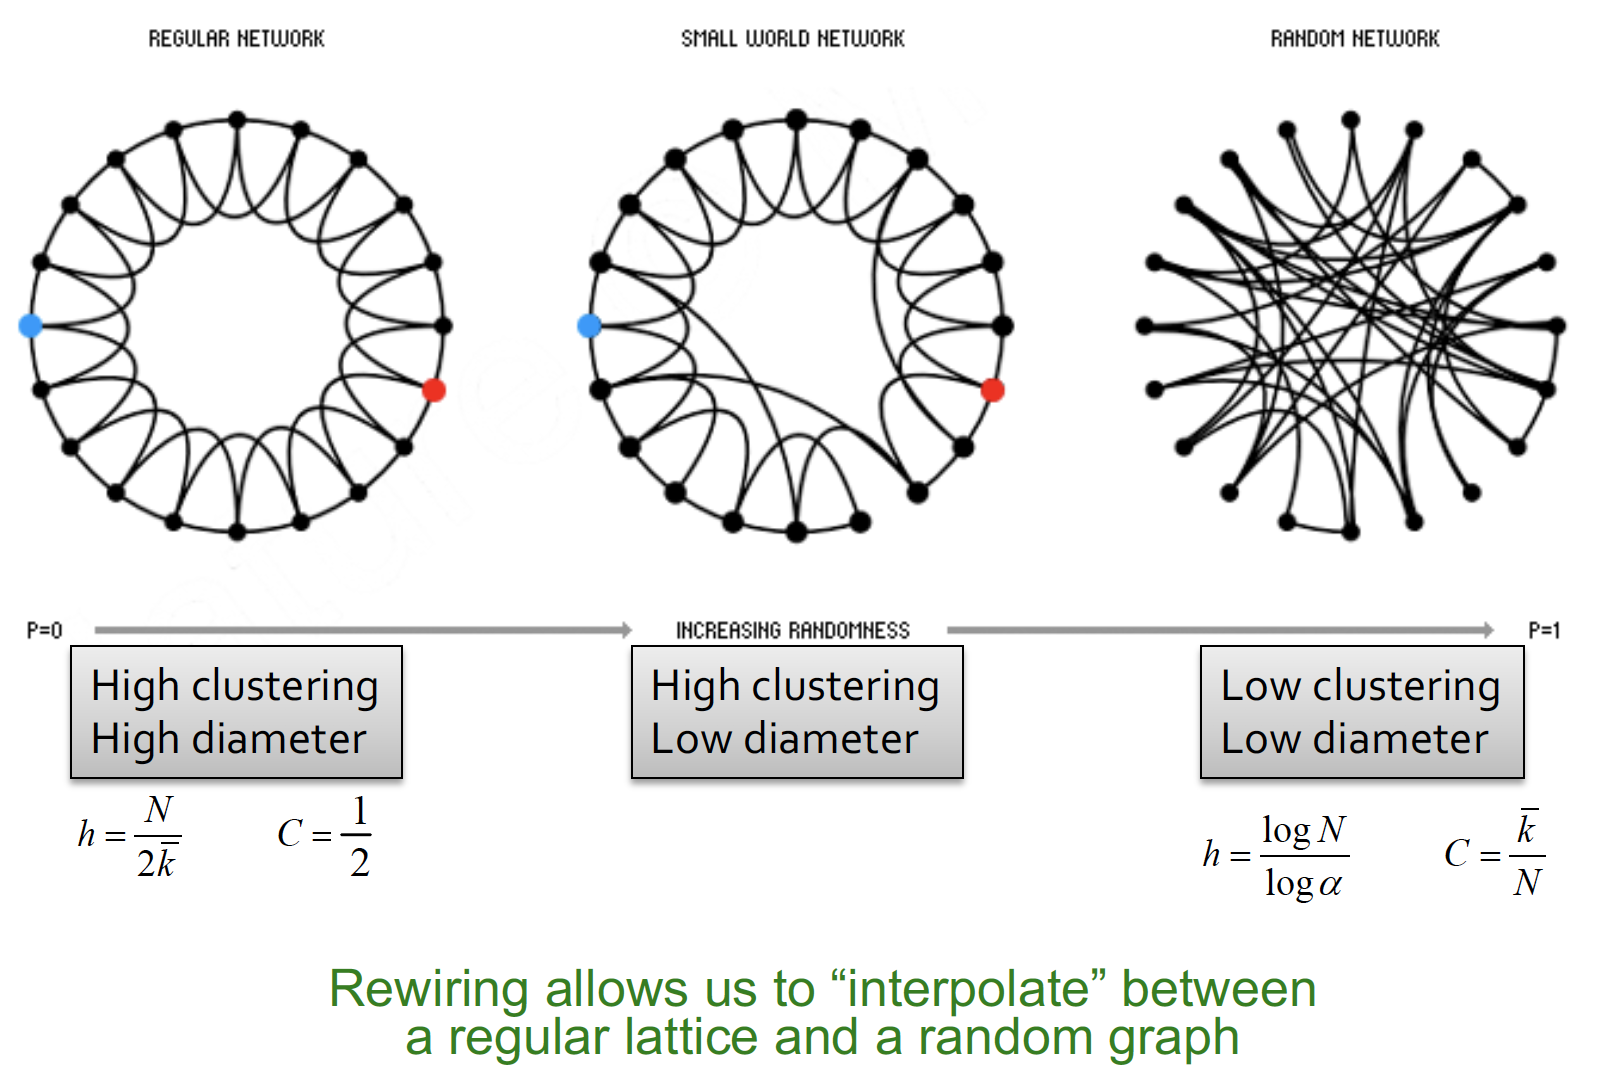 REGULAR NETWORK
SMALL WORLD NETWORK
RANDOM NETWORK
P=0
INCREASING RANDOMNESS
P=1
High clustering
High diameter
High clustering
Low diameter
Low clustering
Low diameter
h = N / 2k̅
C = 1 / 2
h = log N / log α
C = k̅ / N
Rewiring allows us to “interpolate” between
a regular lattice and a random graph